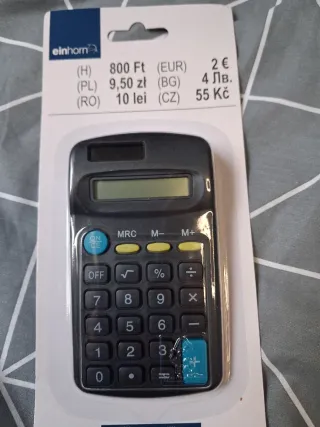 einhorn
(H) 800 Ft (EUR) 2 €
(PL) 9,50 zł (BG) 4 Лв.
(RO) 10 lei (CZ) 55 Kč
MRC M− M+
OFF √ % ÷
7 8 9 ×
4 5 6 −
1 2 3 +
0 • =